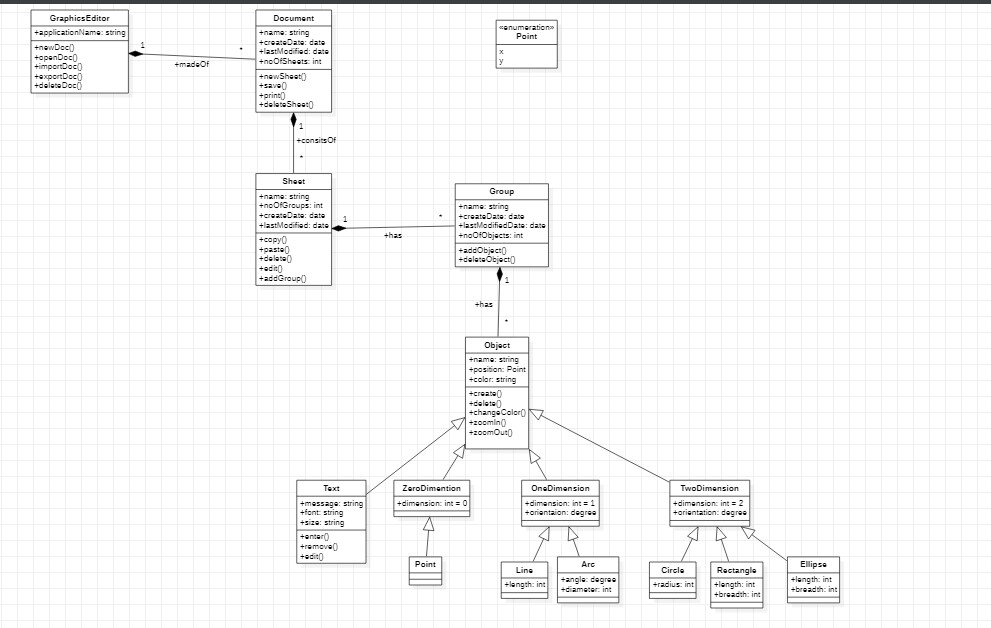 GraphicsEditor
+applicationName: string
+newDoc()
+openDoc()
+importDoc()
+exportDoc()
+deleteDoc()
1
*
+madeOf
Document
+name: string
+createDate: date
+lastModified: date
+noOfSheets: int
+newSheet()
+save()
+print()
+deleteSheet()
«enumeration»
Point
x
y
1
+consitsOf
*
Sheet
+name: string
+noOfGroups: int
+createDate: date
+lastModified: date
+copy()
+paste()
+delete()
+edit()
+addGroup()
1
*
+has
Group
+name: string
+createDate: date
+lastModifiedDate: date
+noOfObjects: int
+addObject()
+deleteObject()
1
+has
*
Object
+name: string
+position: Point
+color: string
+create()
+delete()
+changeColor()
+zoomIn()
+zoomOut()
Text
+message: string
+font: string
+size: string
+enter()
+remove()
+edit()
ZeroDimention
+dimension: int = 0
OneDimension
+dimension: int = 1
+orientaion: degree
TwoDimension
+dimension: int = 2
+orientation: degree
Point
Line
+length: int
Arc
+angle: degree
+diameter: int
Circle
+radius: int
Rectangle
+length: int
+breadth: int
Ellipse
+length: int
+breadth: int